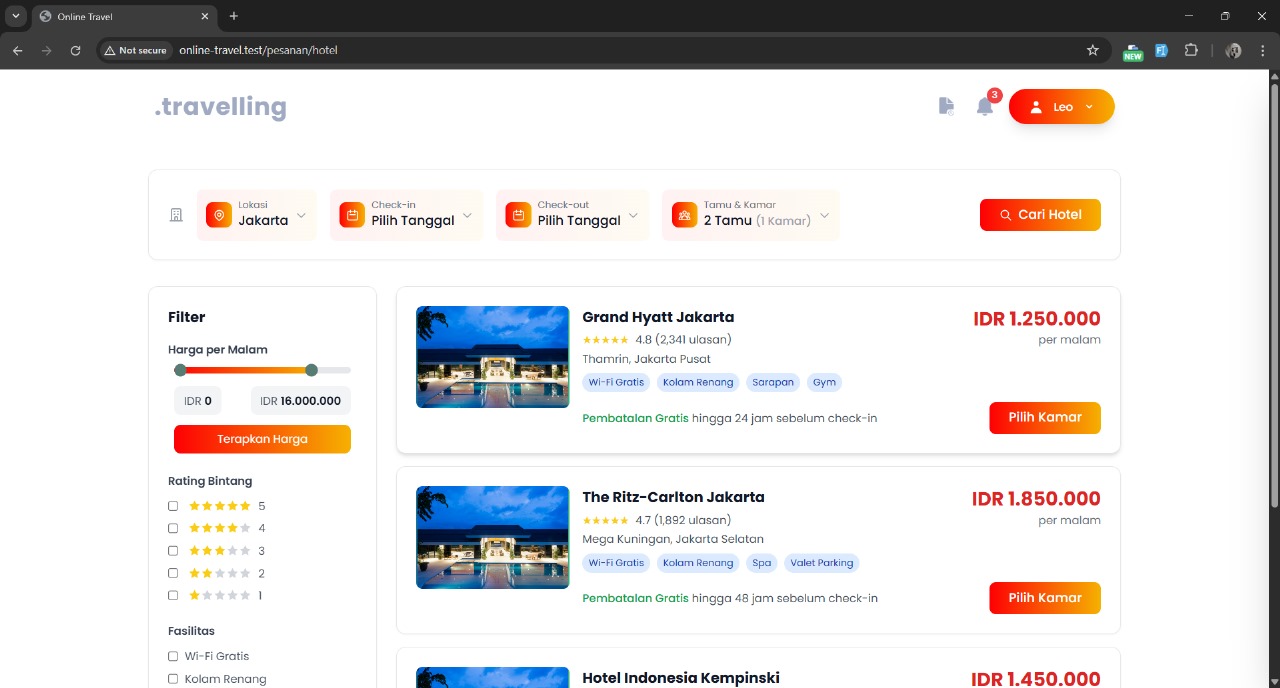 Online Travel
Not secure
online-travel.test/pesanan/hotel
NEW
.travelling
3
Leo
Lokasi
Jakarta
Check-in
Pilih Tanggal
Check-out
Pilih Tanggal
Tamu & Kamar
2 Tamu (1 Kamar)
Cari Hotel
Filter
Harga per Malam
IDR 0
IDR 16.000.000
Terapkan Harga
Rating Bintang
5
4
3
2
1
Fasilitas
Wi-Fi Gratis
Kolam Renang
Grand Hyatt Jakarta
4.8 (2,341 ulasan)
Thamrin, Jakarta Pusat
Wi-Fi Gratis Kolam Renang Sarapan Gym
Pembatalan Gratis hingga 24 jam sebelum check-in
IDR 1.250.000
per malam
Pilih Kamar
The Ritz-Carlton Jakarta
4.7 (1,892 ulasan)
Mega Kuningan, Jakarta Selatan
Wi-Fi Gratis Kolam Renang Spa Valet Parking
Pembatalan Gratis hingga 48 jam sebelum check-in
IDR 1.850.000
per malam
Pilih Kamar
Hotel Indonesia Kempinski
IDR 1.450.000